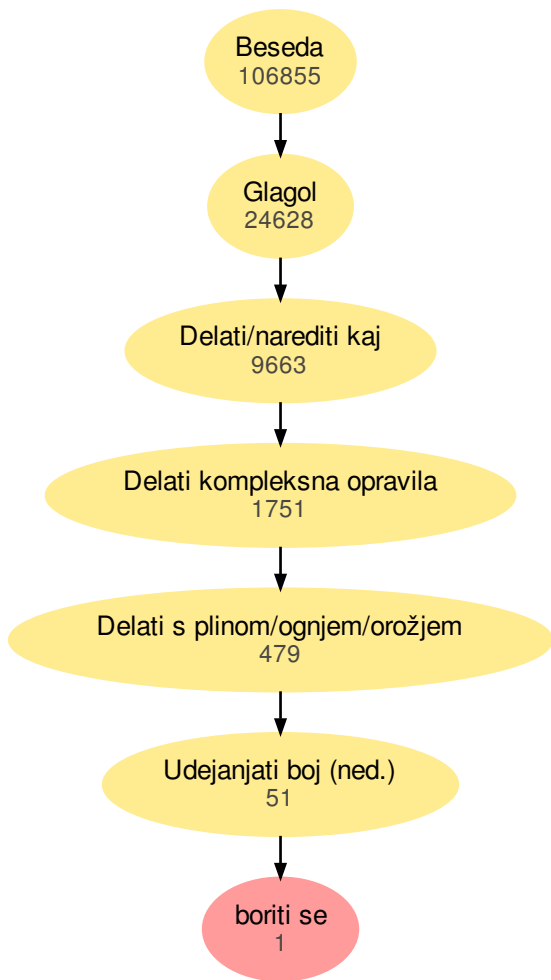 Beseda
106855
Glagol
24628
Delati/narediti kaj
9663
Delati kompleksna opravila
1751
Delati s plinom/ognjem/orožjem
479
Udejanjati boj (ned.)
51
boriti se
1